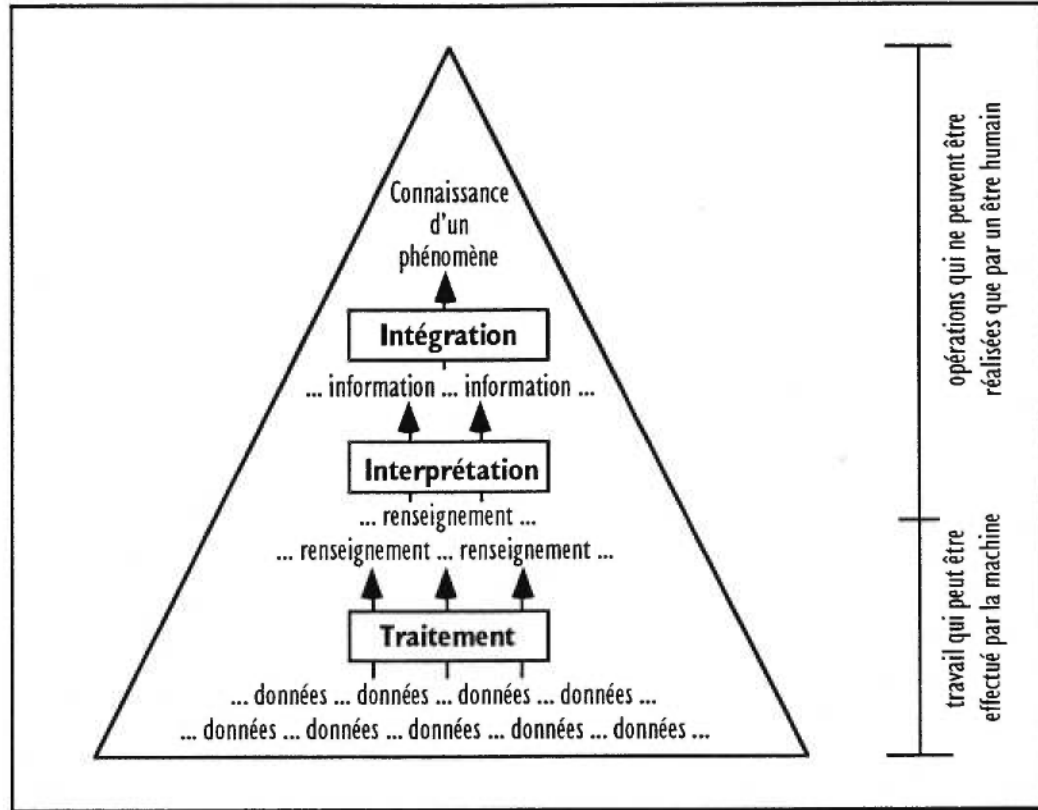 Connaissance
d'un
phénomène
Intégration
... information ... information ...
Interprétation
... renseignement ...
... renseignement ... renseignement ...
Traitement
... données ... données ... données ... données ...
... données ... données ... données ... données ... données ...
opérations qui ne peuvent être
réalisées que par un être humain
travail qui peut être
effectué par la machine